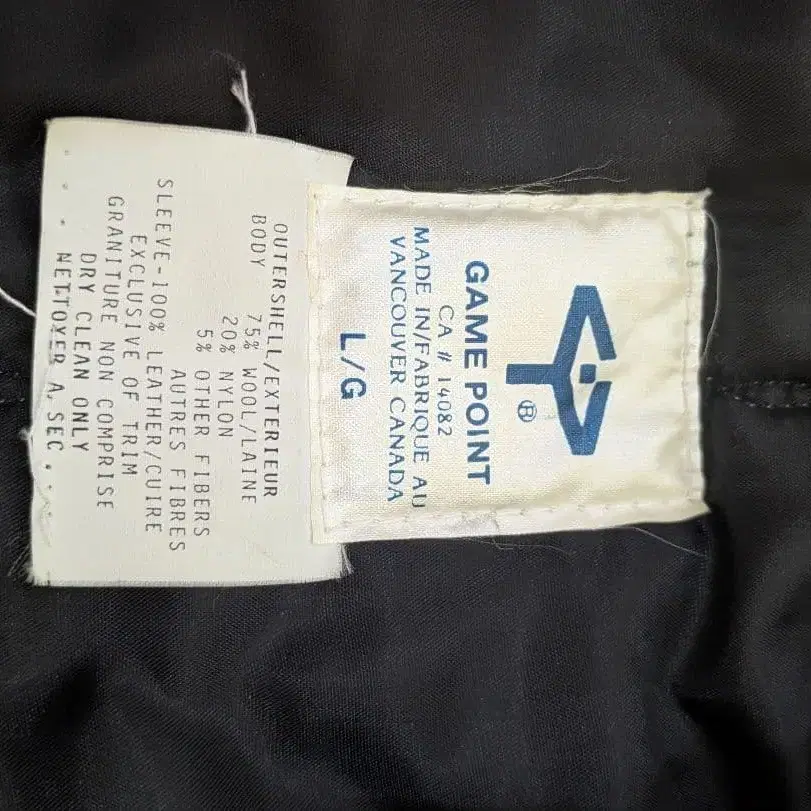 ®
GAME POINT
CA # 14082
MADE IN/FABRIQUE AU
VANCOUVER CANADA
L/G
OUTERSHELL/EXTERIEUR
BODY 75% WOOL/LAINE
20% NYLON
5% OTHER FIBERS
AUTRES FIBRES
SLEEVE-100% LEATHER/CUIRE
EXCLUSIVE OF TRIM
GRANITURE NON COMPRISE
DRY CLEAN ONLY
NETTOYER A. SEC